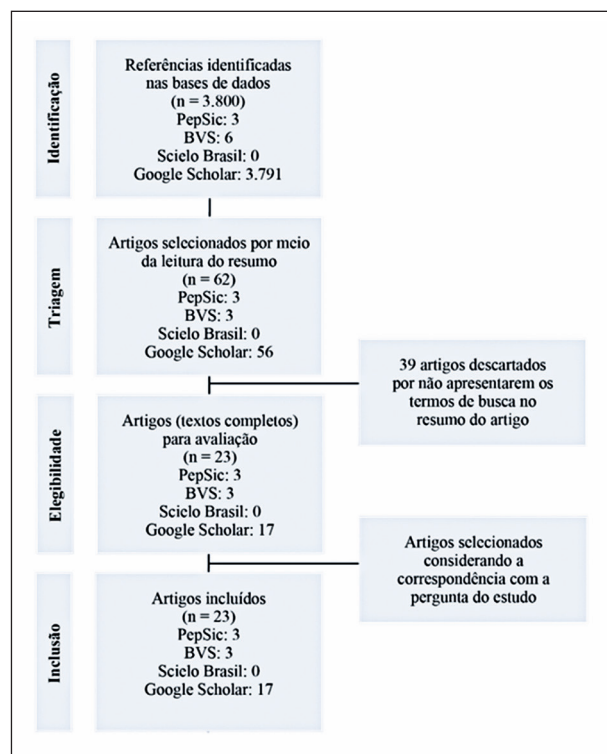 Identificação
Referências identificadas
nas bases de dados
(n = 3.800)
PepSic: 3
BVS: 6
Scielo Brasil: 0
Google Scholar: 3.791
Triagem
Artigos selecionados por meio
da leitura do resumo
(n = 62)
PepSic: 3
BVS: 3
Scielo Brasil: 0
Google Scholar: 56
39 artigos descartados
por não apresentarem os
termos de busca no
resumo do artigo
Elegibilidade
Artigos (textos completos)
para avaliação
(n = 23)
PepSic: 3
BVS: 3
Scielo Brasil: 0
Google Scholar: 17
Artigos selecionados
considerando a
correspondência com a
pergunta do estudo
Inclusão
Artigos incluídos
(n = 23)
PepSic: 3
BVS: 3
Scielo Brasil: 0
Google Scholar: 17